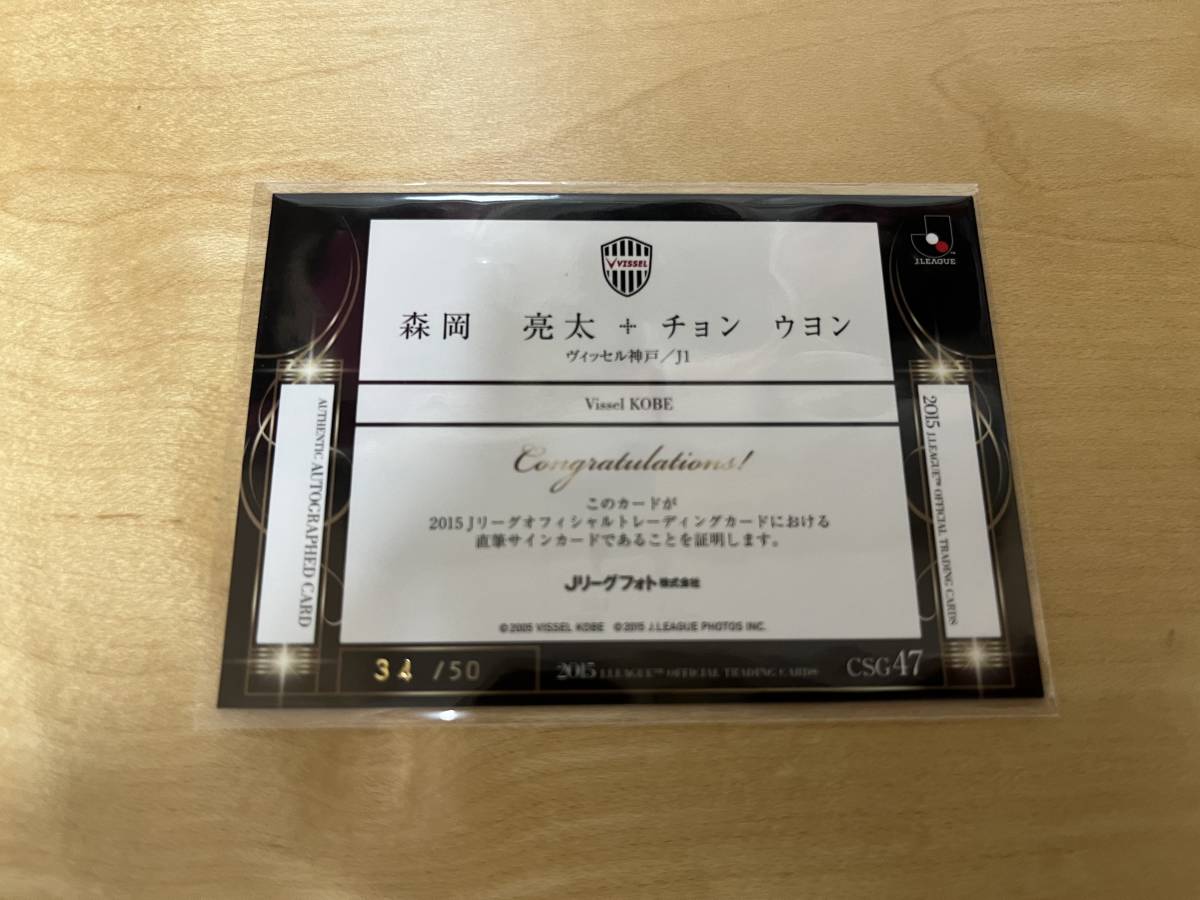 VISSEL
J.LEAGUE
森岡 亮太 + チョン ウヨン
ヴィッセル神戸／J1
Vissel KOBE
AUTHENTIC AUTOGRAPHED CARD
2015 J.LEAGUE™ OFFICIAL TRADING CARDS
Congratulations!
このカードが
2015 Jリーグオフィシャルトレーディングカードにおける
直筆サインカードであることを証明します。
Jリーグフォト株式会社
©2005 VISSEL KOBE ©2015 J.LEAGUE PHOTOS INC.
34 /50
2015 J.LEAGUE™ OFFICIAL TRADING CARDS
CSG47